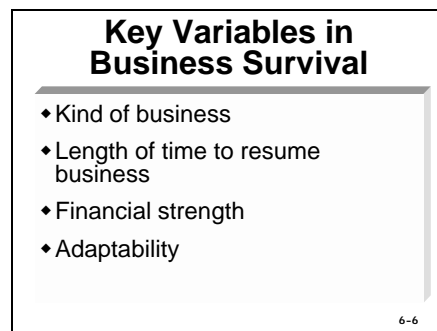 Key Variables in
Business Survival
◆Kind of business
◆Length of time to resume
business
◆Financial strength
◆Adaptability
6-6